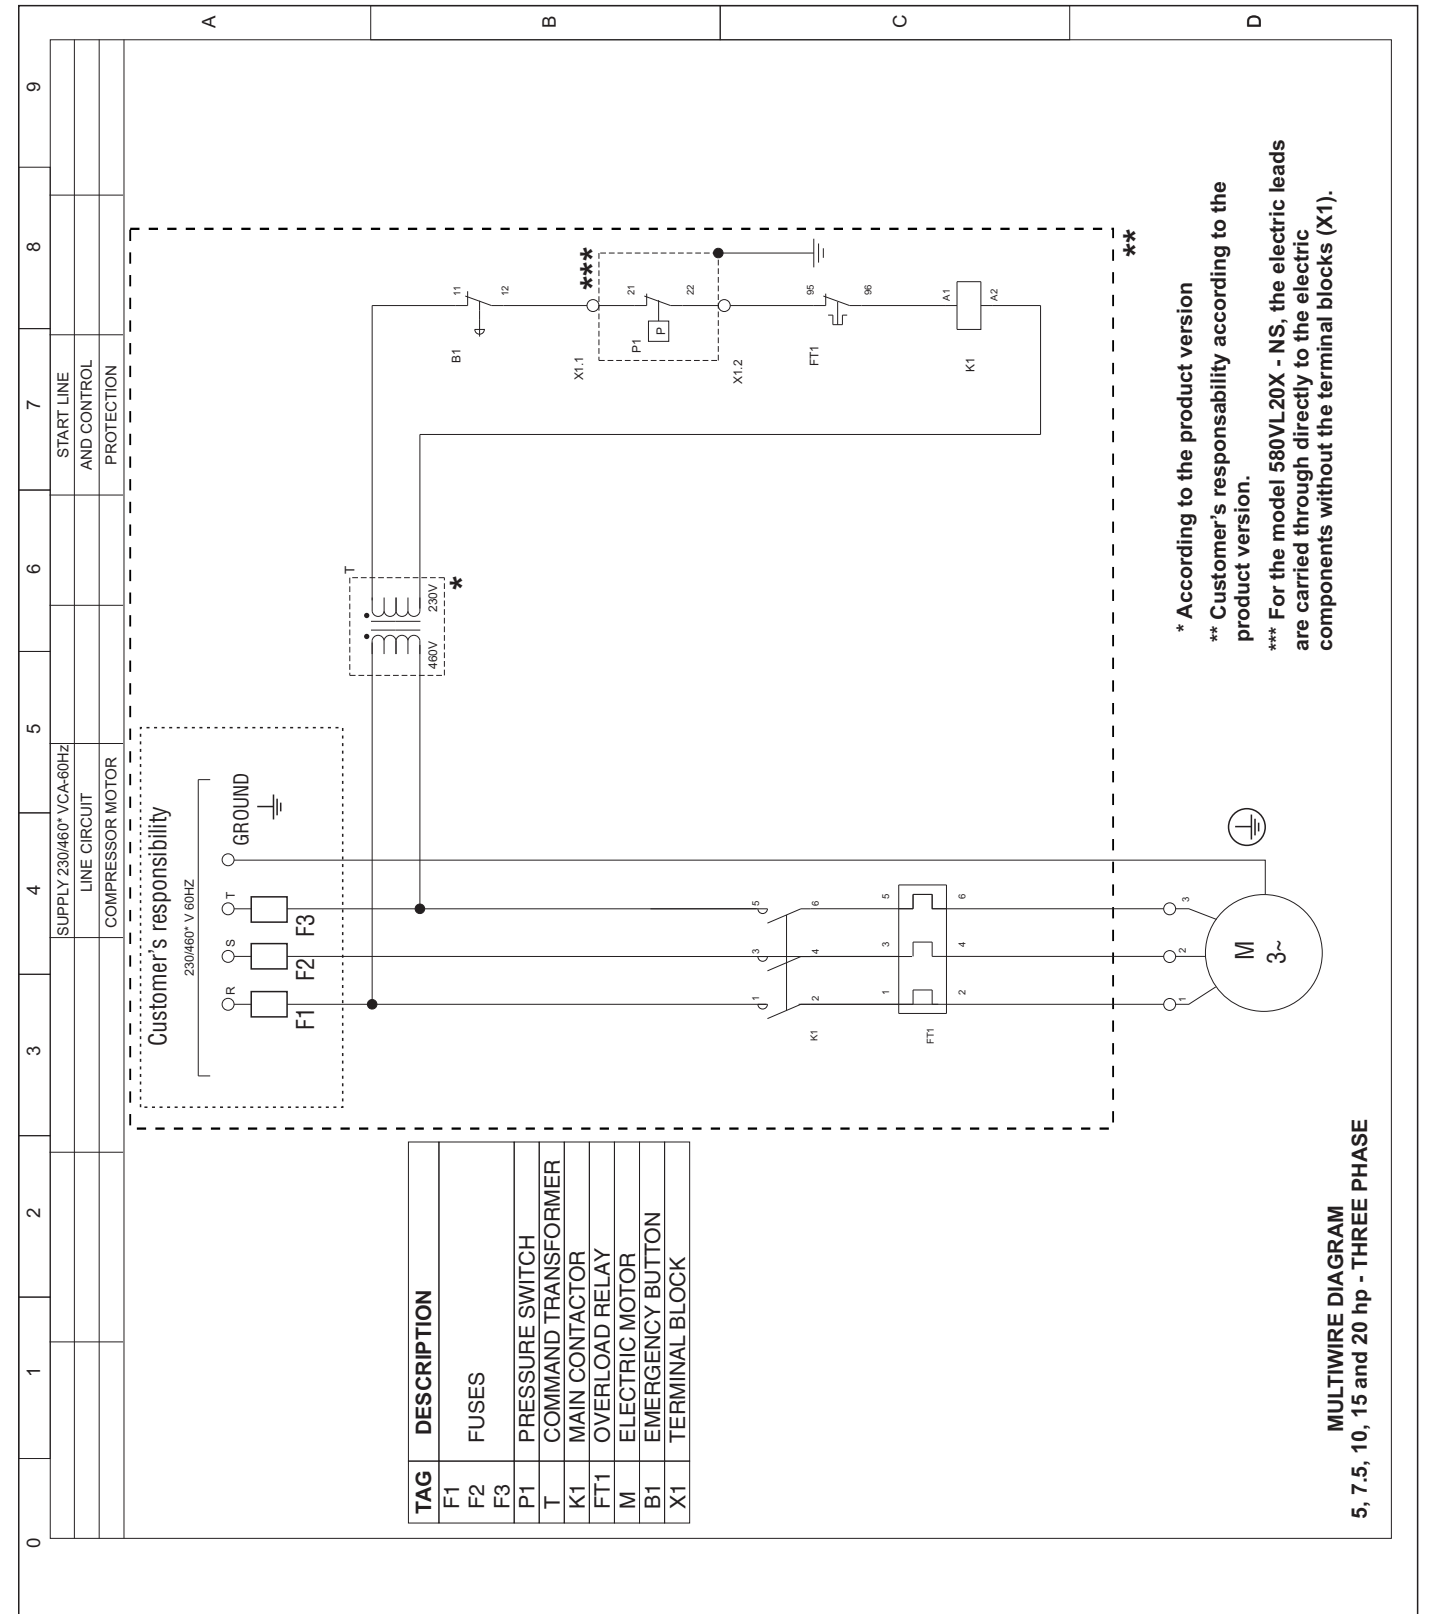 0 1 2 3 4 5 6 7 8 9
A
B
C
D
SUPPLY 230/460* VCA-60Hz
LINE CIRCUIT
COMPRESSOR MOTOR
START LINE
AND CONTROL
PROTECTION
Customer's responsibility
230/460* V 60HZ
R S T GROUND
F1 F2 F3
T
460V 230V
*
B1
11
12
***
X1.1
P1
P
21
22
X1.2
FT1
95
96
K1
A1
A2
**
K1
1 3 5
2 4 6
FT1
1 3 5
2 4 6
1 2 3
M
3~
TAG DESCRIPTION
F1
F2 FUSES
F3
P1 PRESSURE SWITCH
T COMMAND TRANSFORMER
K1 MAIN CONTACTOR
FT1 OVERLOAD RELAY
M ELECTRIC MOTOR
B1 EMERGENCY BUTTON
X1 TERMINAL BLOCK
* According to the product version
** Customer's responsability according to the
product version.
*** For the model 580VL20X - NS, the electric leads
are carried through directly to the electric
components without the terminal blocks (X1).
MULTIWIRE DIAGRAM
5, 7.5, 10, 15 and 20 hp - THREE PHASE